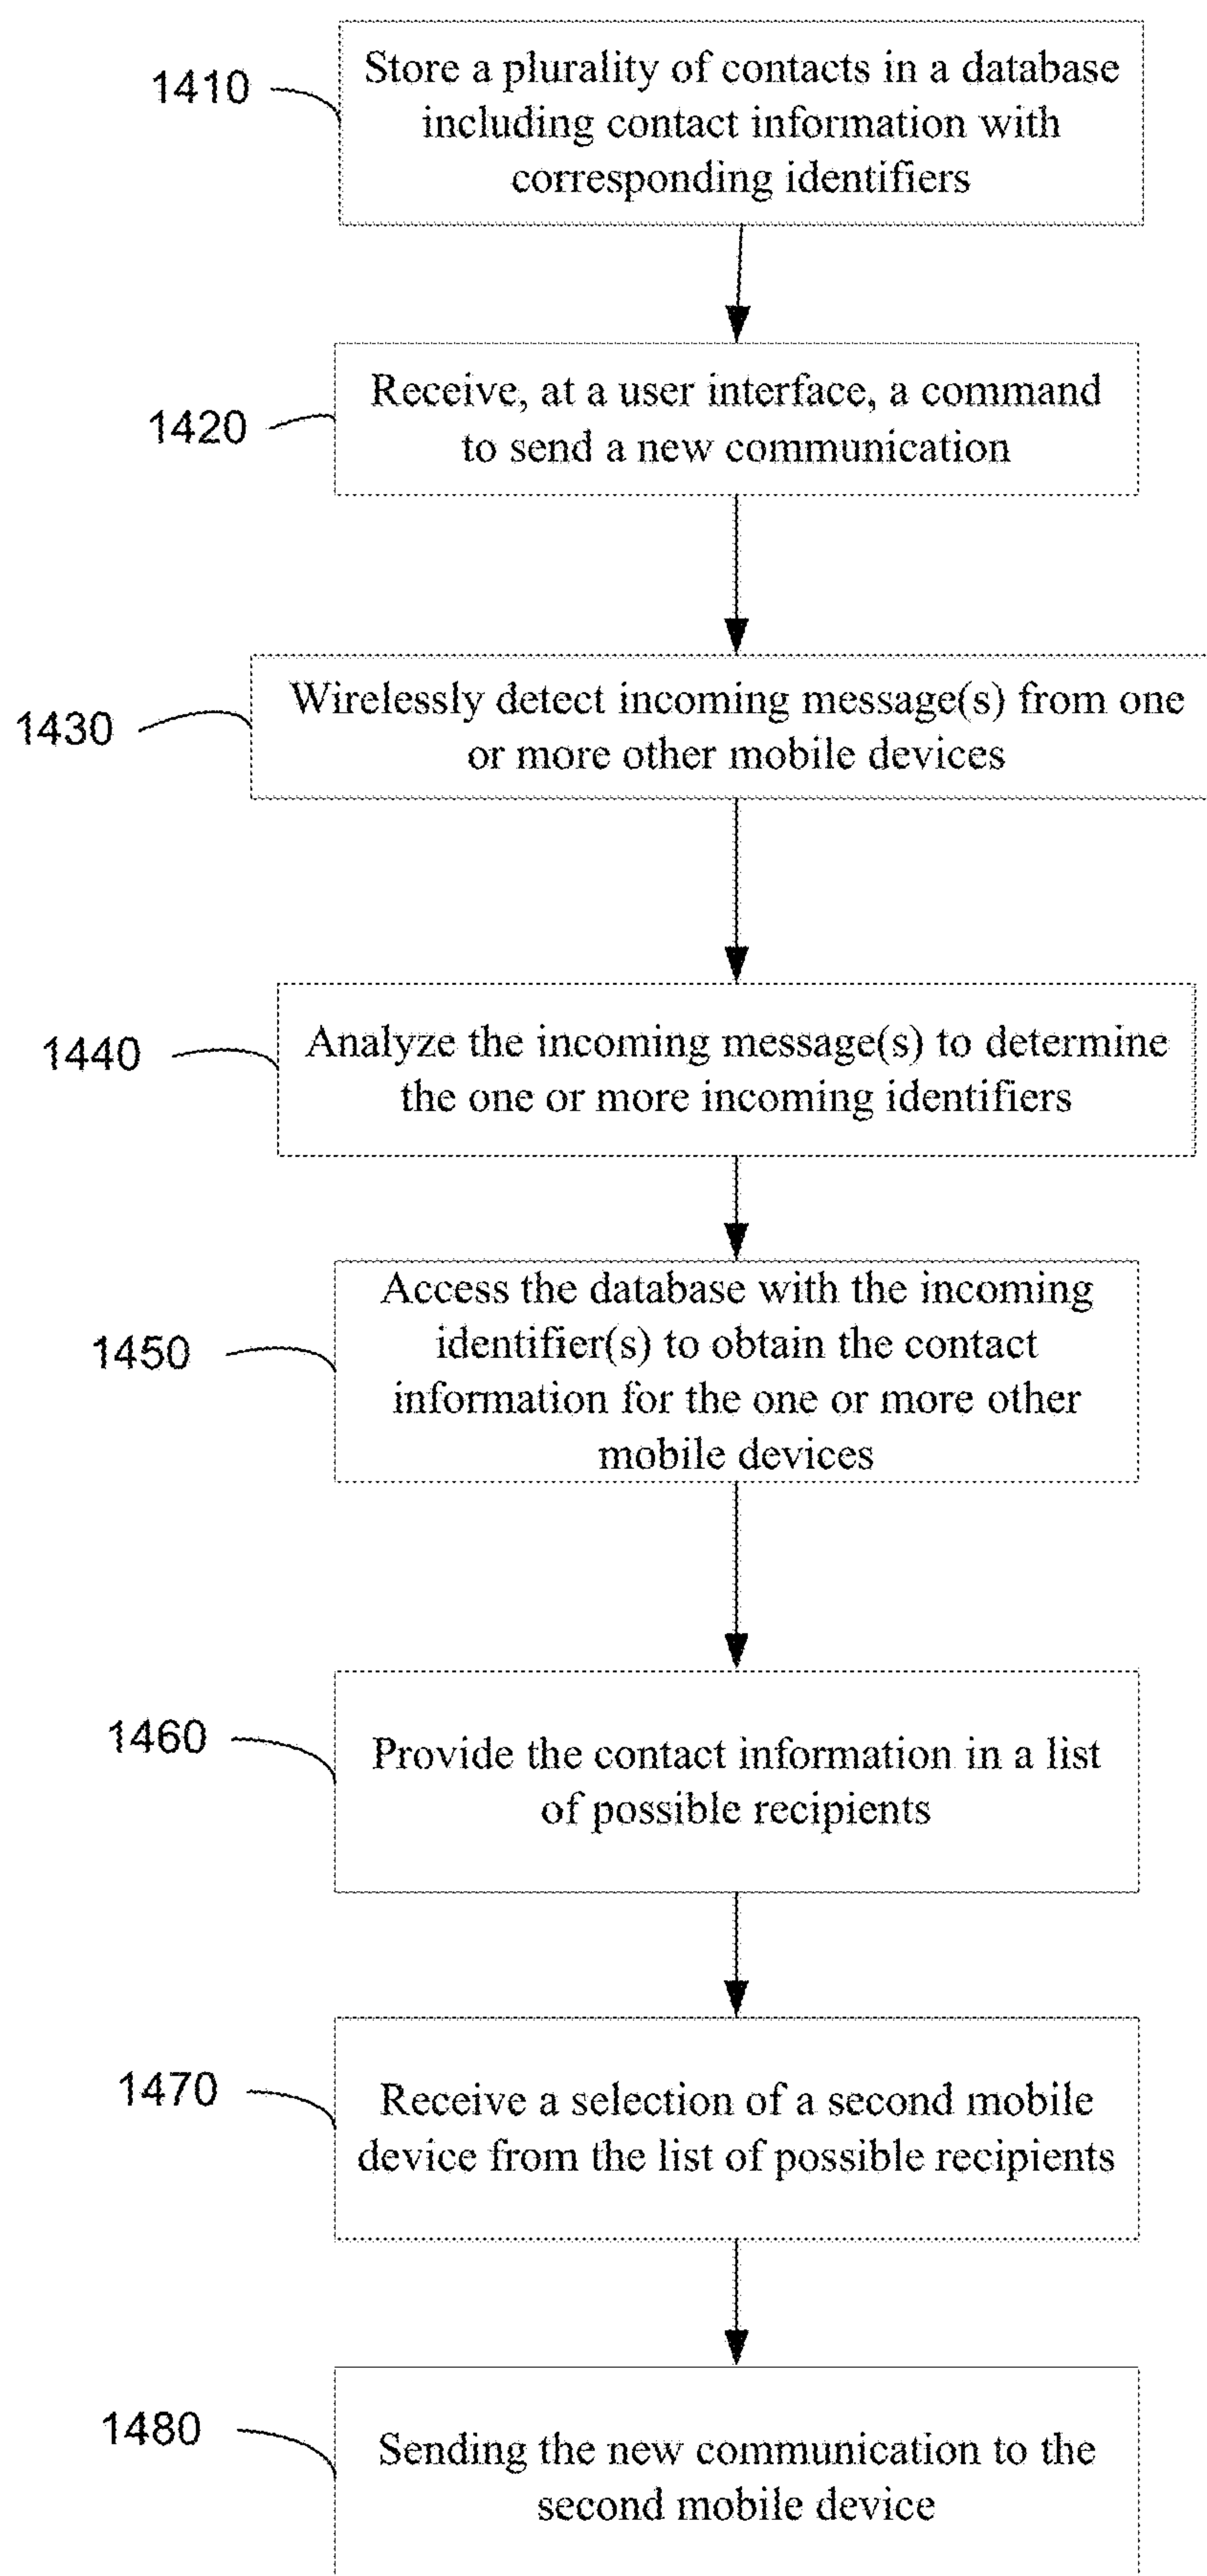 1410
Store a plurality of contacts in a database
including contact information with
corresponding identifiers
1420
Receive, at a user interface, a command
to send a new communication
1430
Wirelessly detect incoming message(s) from one
or more other mobile devices
1440
Analyze the incoming message(s) to determine
the one or more incoming identifiers
1450
Access the database with the incoming
identifier(s) to obtain the contact
information for the one or more other
mobile devices
1460
Provide the contact information in a list
of possible recipients
1470
Receive a selection of a second mobile
device from the list of possible recipients
1480
Sending the new communication to the
second mobile device